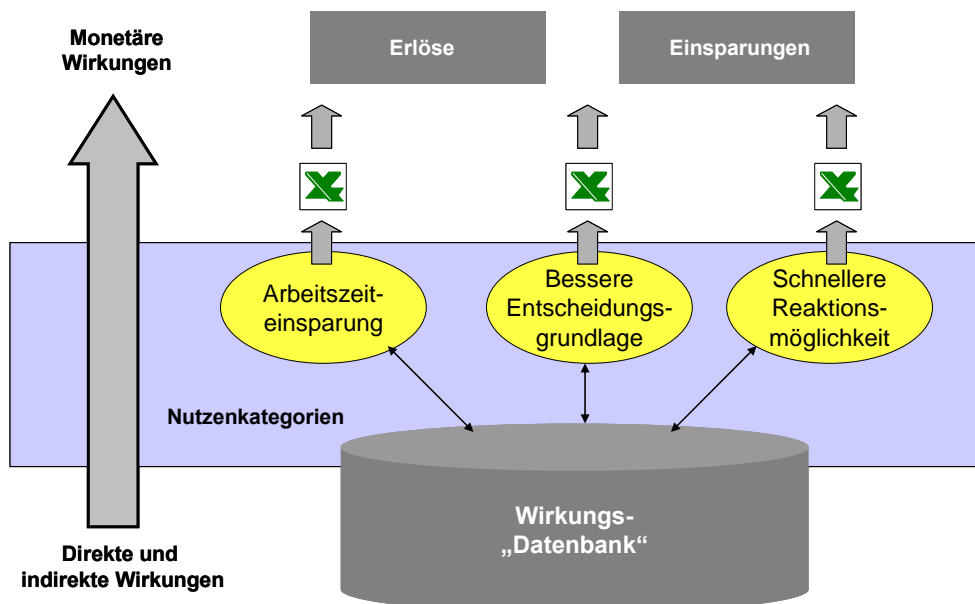 Monetäre
Wirkungen
Erlöse
Einsparungen
Arbeitszeit-
einsparung
Bessere
Entscheidungs-
grundlage
Schnellere
Reaktions-
möglichkeit
Nutzenkategorien
Wirkungs-
„Datenbank“
Direkte und
indirekte Wirkungen